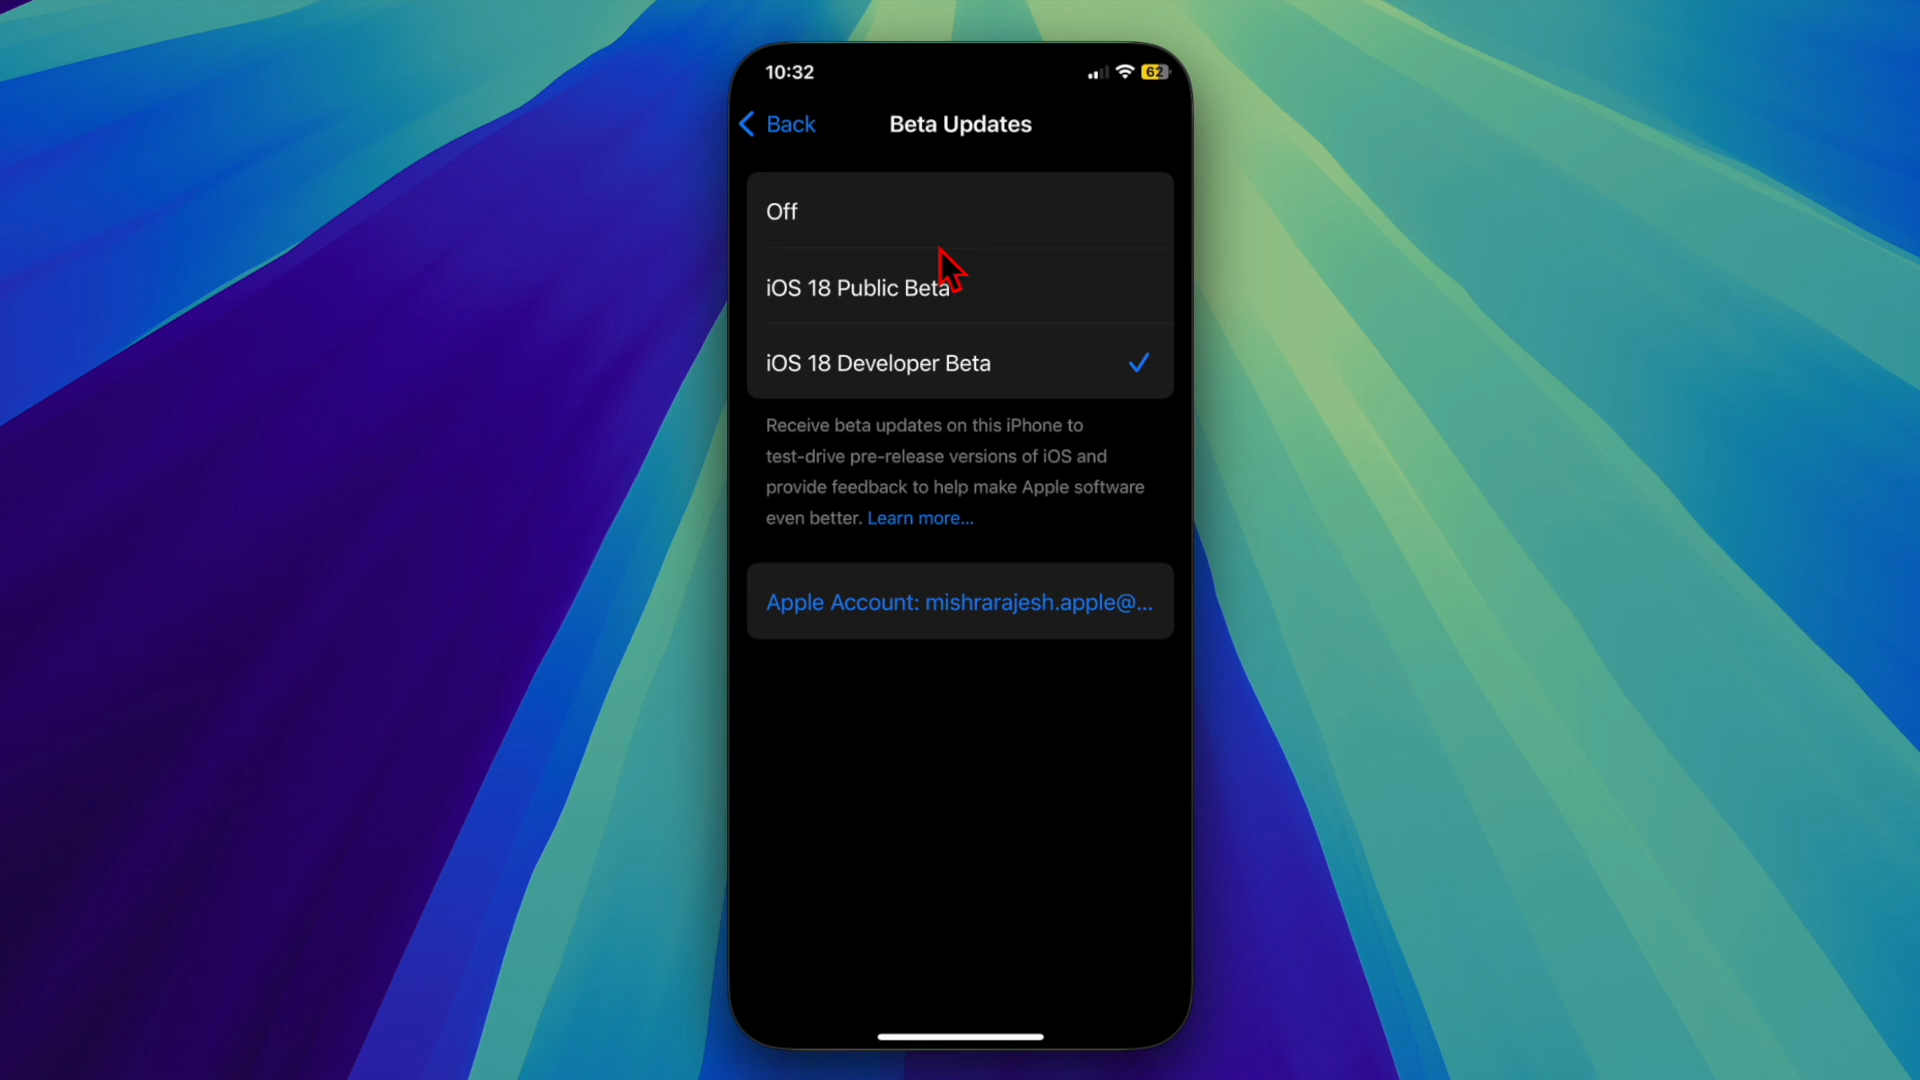 10:32
62
Back
Beta Updates
Off
iOS 18 Public Beta
iOS 18 Developer Beta
Receive beta updates on this iPhone to
test-drive pre-release versions of iOS and
provide feedback to help make Apple software
even better. Learn more...
Apple Account: mishrarajesh.apple@...